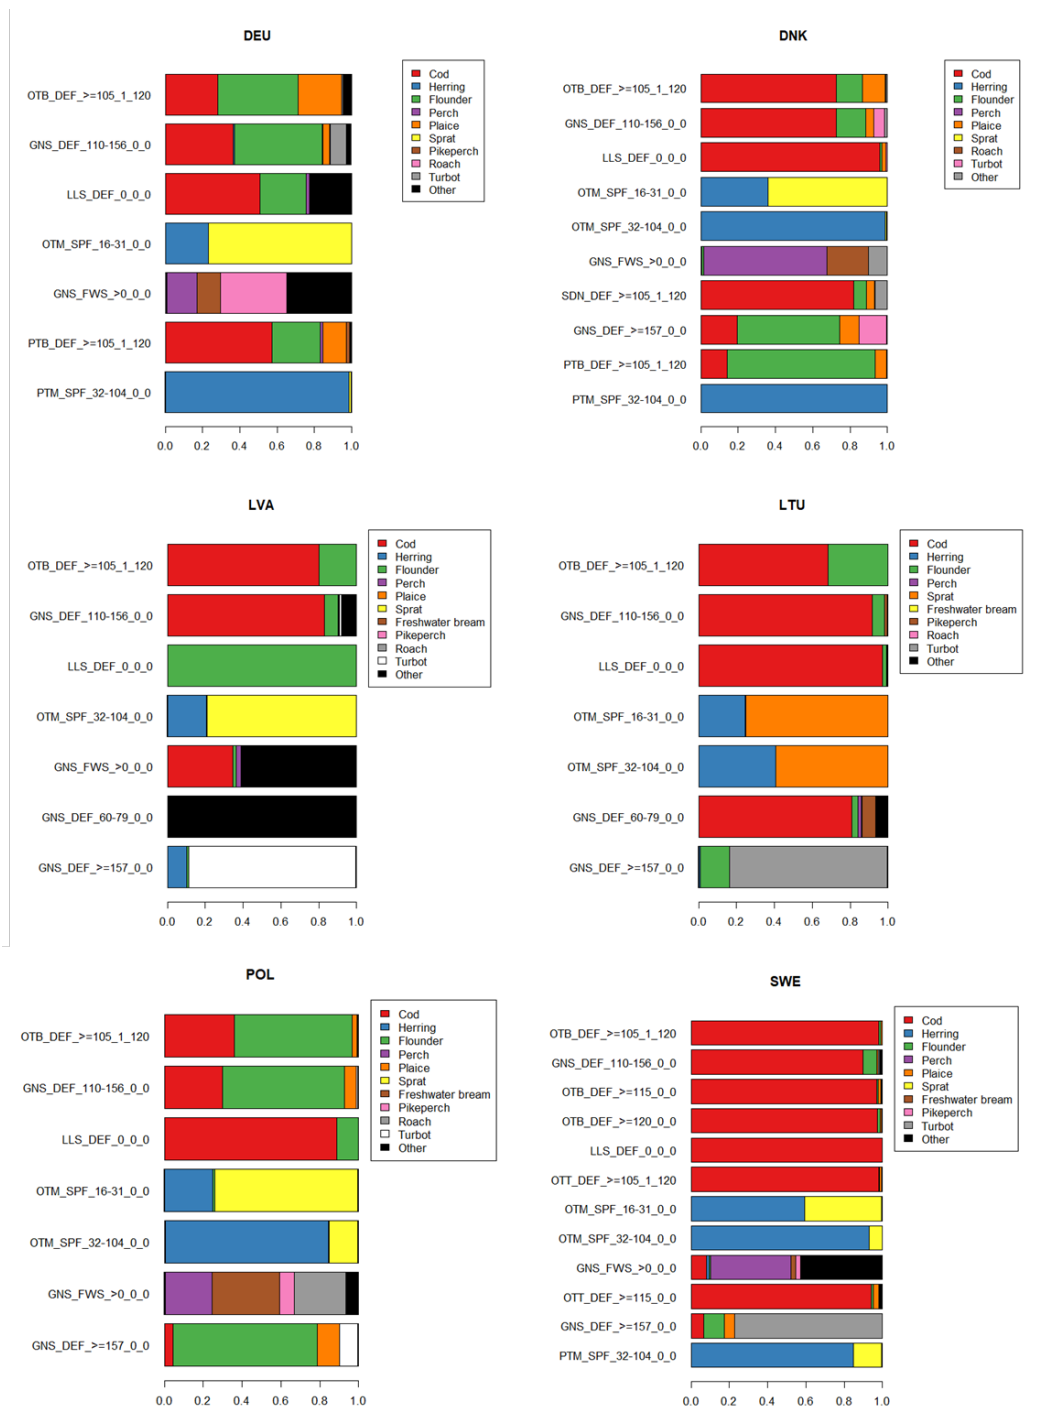 DEU
OTB_DEF_>=105_1_120
GNS_DEF_110-156_0_0
LLS_DEF_0_0_0
OTM_SPF_16-31_0_0
GNS_FWS_>0_0_0
PTB_DEF_>=105_1_120
PTM_SPF_32-104_0_0
0.0 0.2 0.4 0.6 0.8 1.0
Cod
Herring
Flounder
Perch
Plaice
Sprat
Pikeperch
Roach
Turbot
Other
DNK
OTB_DEF_>=105_1_120
GNS_DEF_110-156_0_0
LLS_DEF_0_0_0
OTM_SPF_16-31_0_0
OTM_SPF_32-104_0_0
GNS_FWS_>0_0_0
SDN_DEF_>=105_1_120
GNS_DEF_>=157_0_0
PTB_DEF_>=105_1_120
PTM_SPF_32-104_0_0
0.0 0.2 0.4 0.6 0.8 1.0
Cod
Herring
Flounder
Perch
Plaice
Sprat
Roach
Turbot
Other
LVA
OTB_DEF_>=105_1_120
GNS_DEF_110-156_0_0
LLS_DEF_0_0_0
OTM_SPF_32-104_0_0
GNS_FWS_>0_0_0
GNS_DEF_60-79_0_0
GNS_DEF_>=157_0_0
0.0 0.2 0.4 0.6 0.8 1.0
Cod
Herring
Flounder
Perch
Plaice
Sprat
Freshwater bream
Pikeperch
Roach
Turbot
Other
LTU
OTB_DEF_>=105_1_120
GNS_DEF_110-156_0_0
LLS_DEF_0_0_0
OTM_SPF_16-31_0_0
OTM_SPF_32-104_0_0
GNS_DEF_60-79_0_0
GNS_DEF_>=157_0_0
0.0 0.2 0.4 0.6 0.8 1.0
Cod
Herring
Flounder
Perch
Sprat
Freshwater bream
Pikeperch
Roach
Turbot
Other
POL
OTB_DEF_>=105_1_120
GNS_DEF_110-156_0_0
LLS_DEF_0_0_0
OTM_SPF_16-31_0_0
OTM_SPF_32-104_0_0
GNS_FWS_>0_0_0
GNS_DEF_>=157_0_0
0.0 0.2 0.4 0.6 0.8 1.0
Cod
Herring
Flounder
Perch
Plaice
Sprat
Freshwater bream
Pikeperch
Roach
Turbot
Other
SWE
OTB_DEF_>=105_1_120
GNS_DEF_110-156_0_0
OTB_DEF_>=115_0_0
OTB_DEF_>=120_0_0
LLS_DEF_0_0_0
OTT_DEF_>=105_1_120
OTM_SPF_16-31_0_0
OTM_SPF_32-104_0_0
GNS_FWS_>0_0_0
OTT_DEF_>=115_0_0
GNS_DEF_>=157_0_0
PTM_SPF_32-104_0_0
0.0 0.2 0.4 0.6 0.8 1.0
Cod
Herring
Flounder
Perch
Plaice
Sprat
Freshwater bream
Pikeperch
Turbot
Other